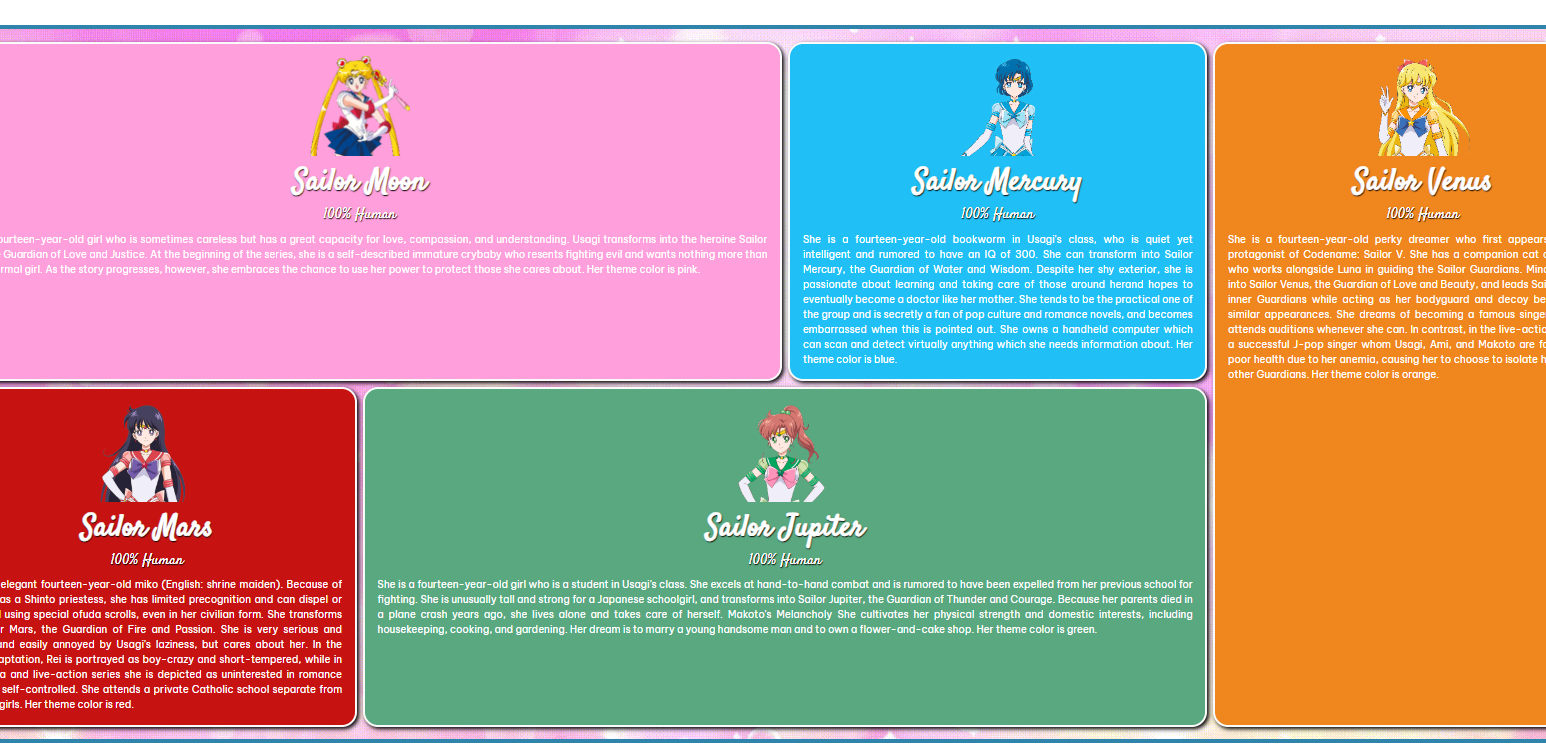 Sailor Moon
100% Human
fourteen-year-old girl who is sometimes careless but has a great capacity for love, compassion, and understanding. Usagi transforms into the heroine Sailor
Guardian of Love and Justice. At the beginning of the series, she is a self-described immature crybaby who resents fighting evil and wants nothing more than
girl. As the story progresses, however, she embraces the chance to use her power to protect those she cares about. Her theme color is pink.
Sailor Mercury
100% Human
She is a fourteen-year-old bookworm in Usagi's class, who is quiet yet
intelligent and rumored to have an IQ of 300. She can transform into Sailor
Mercury, the Guardian of Water and Wisdom. Despite her shy exterior, she is
passionate about learning and taking care of those around herand hopes to
eventually become a doctor like her mother. She tends to be the practical one of
the group and is secretly a fan of pop culture and romance novels, and becomes
embarrassed when this is pointed out. She owns a handheld computer which
can scan and detect virtually anything which she needs information about. Her
theme color is blue.
Sailor Venus
100% Human
She is a fourteen-year-old perky dreamer who first appears
protagonist of Codename: Sailor V. She has a companion cat
who works alongside Luna in guiding the Sailor Guardians.
into Sailor Venus, the Guardian of Love and Beauty, and leads
inner Guardians while acting as her bodyguard and decoy
similar appearances. She dreams of becoming a famous
attends auditions whenever she can. In contrast, in the
a successful J-pop singer whom Usagi, Ami, and Makoto are
poor health due to her anemia, causing her to choose to isolate
other Guardians. Her theme color is orange.
Sailor Mars
100% Human
elegant fourteen-year-old miko (English: shrine maiden). Because of
as a Shinto priestess, she has limited precognition and can dispel or
using special ofuda scrolls, even in her civilian form. She transforms
Mars, the Guardian of Fire and Passion. She is very serious and
and easily annoyed by Usagi's laziness, but cares about her. In the
Rei is portrayed as boy-crazy and short-tempered, while in
and live-action series she is depicted as uninterested in romance
self-controlled. She attends a private Catholic school separate from
girls. Her theme color is red.
Sailor Jupiter
100% Human
She is a fourteen-year-old girl who is a student in Usagi's class. She excels at hand-to-hand combat and is rumored to have been expelled from her previous school for
fighting. She is unusually tall and strong for a Japanese schoolgirl, and transforms into Sailor Jupiter, the Guardian of Thunder and Courage. Because her parents died in
a plane crash years ago, she lives alone and takes care of herself. Makoto's Melancholy She cultivates her physical strength and domestic interests, including
housekeeping, cooking, and gardening. Her dream is to marry a young handsome man and to own a flower-and-cake shop. Her theme color is green.